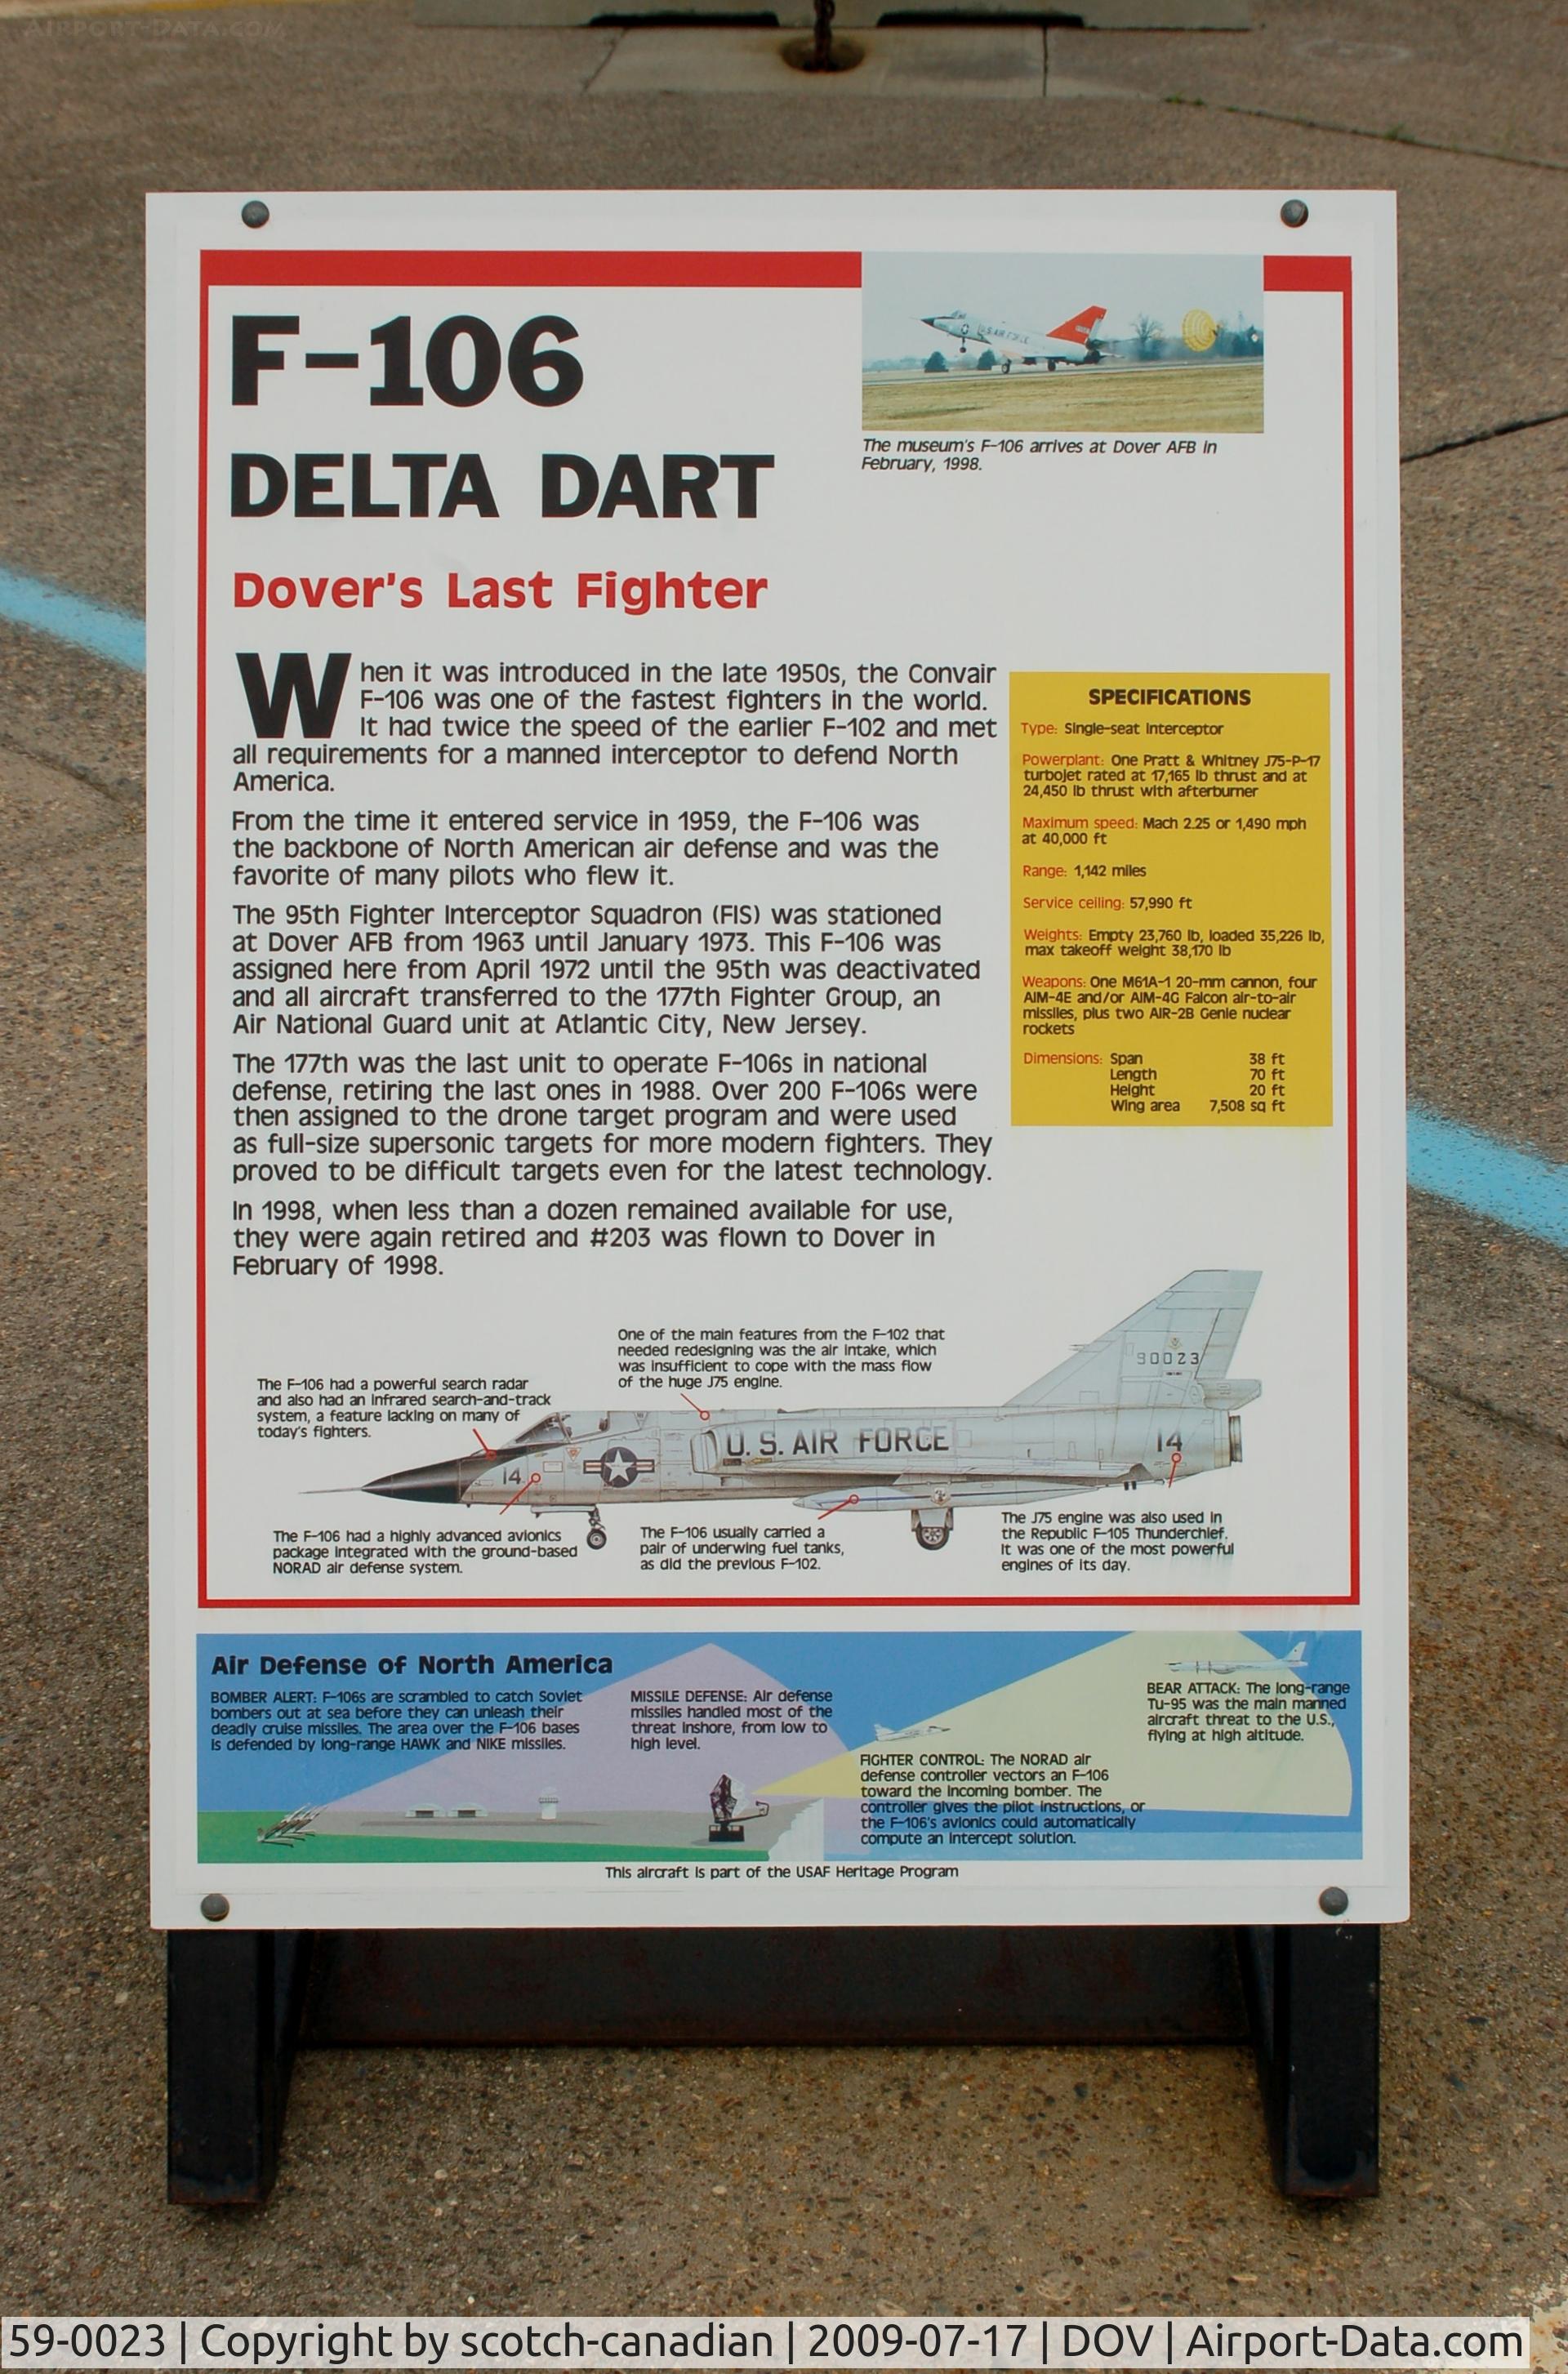 AIRPORT-DATA.COM
F-106
DELTA DART
Dover's Last Fighter
The museum's F-106 arrives at Dover AFB in
February, 1998.
When it was introduced in the late 1950s, the Convair
F-106 was one of the fastest fighters in the world.
It had twice the speed of the earlier F-102 and met
all requirements for a manned interceptor to defend North
America.
From the time it entered service in 1959, the F-106 was
the backbone of North American air defense and was the
favorite of many pilots who flew it.
The 95th Fighter Interceptor Squadron (FIS) was stationed
at Dover AFB from 1963 until January 1973. This F-106 was
assigned here from April 1972 until the 95th was deactivated
and all aircraft transferred to the 177th Fighter Group, an
Air National Guard unit at Atlantic City, New Jersey.
The 177th was the last unit to operate F-106s in national
defense, retiring the last ones in 1988. Over 200 F-106s were
then assigned to the drone target program and were used
as full-size supersonic targets for more modern fighters. They
proved to be difficult targets even for the latest technology.
In 1998, when less than a dozen remained available for use,
they were again retired and #203 was flown to Dover in
February of 1998.
SPECIFICATIONS
Type: Single-seat interceptor
Powerplant: One Pratt & Whitney J75-P-17
turbojet rated at 17,165 lb thrust and at
24,450 lb thrust with afterburner
Maximum speed: Mach 2.25 or 1,490 mph
at 40,000 ft
Range: 1,142 miles
Service ceiling: 57,990 ft
Weights: Empty 23,760 lb, loaded 35,226 lb,
max takeoff weight 38,170 lb
Weapons: One M61A-1 20-mm cannon, four
AIM-4E and/or AIM-4G Falcon air-to-air
missiles, plus two AIR-2B Genie nuclear
rockets
Dimensions: Span 38 ft
Length 70 ft
Height 20 ft
Wing area 7,508 sq ft
One of the main features from the F-102 that
needed redesigning was the air intake, which
was insufficient to cope with the mass flow
of the huge J75 engine.
The F-106 had a powerful search radar
and also had an infrared search-and-track
system, a feature lacking on many of
today's fighters.
90023
U.S. AIR FORCE
14
14
The F-106 had a highly advanced avionics
package integrated with the ground-based
NORAD air defense system.
The F-106 usually carried a
pair of underwing fuel tanks,
as did the previous F-102.
The J75 engine was also used in
the Republic F-105 Thunderchief.
It was one of the most powerful
engines of its day.
Air Defense of North America
BOMBER ALERT: F-106s are scrambled to catch Soviet
bombers out at sea before they can unleash their
deadly cruise missiles. The area over the F-106 bases
is defended by long-range HAWK and NIKE missiles.
MISSILE DEFENSE: Air defense
missiles handled most of the
threat inshore, from low to
high level.
FIGHTER CONTROL: The NORAD air
defense controller vectors an F-106
toward the incoming bomber. The
controller gives the pilot instructions, or
the F-106's avionics could automatically
compute an intercept solution.
BEAR ATTACK: The long-range
Tu-95 was the main manned
aircraft threat to the U.S.,
flying at high altitude.
This aircraft is part of the USAF Heritage Program
59-0023 | Copyright by scotch-canadian | 2009-07-17 | DOV | Airport-Data.com